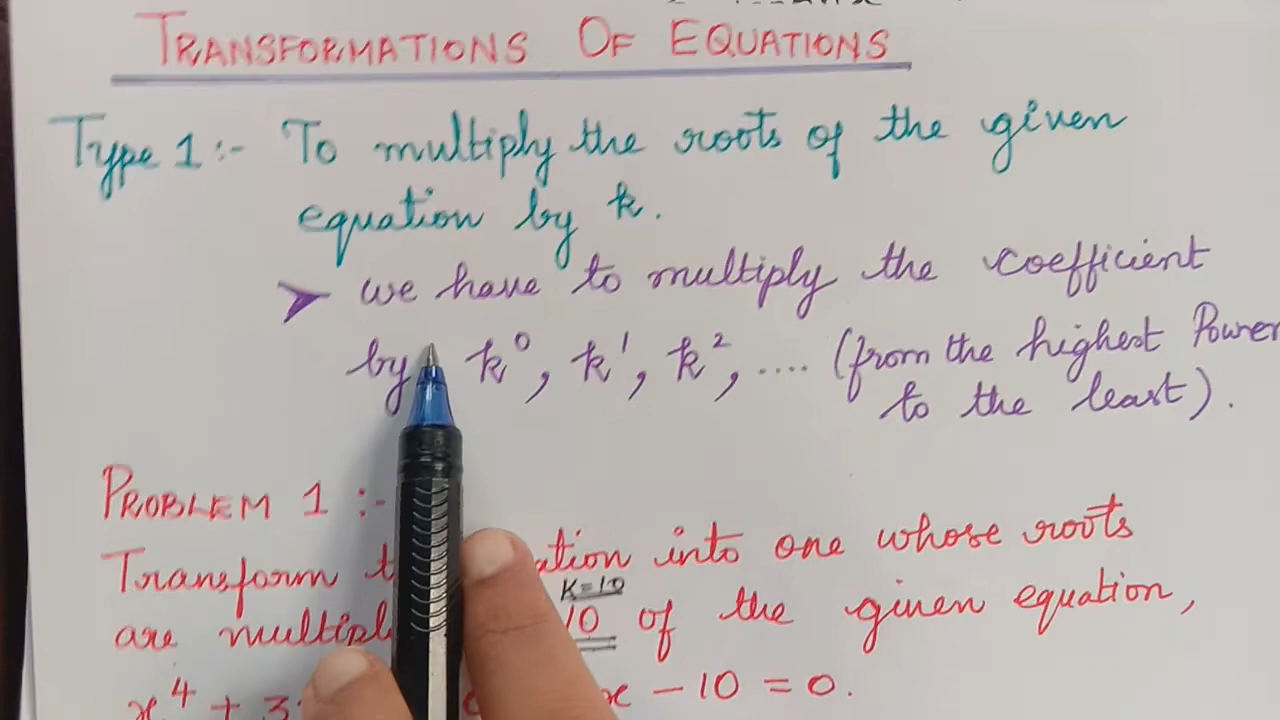 TRANSFORMATIONS OF EQUATIONS
Type 1:- To multiply the roots of the given
equation by k.
➤ we have to multiply the coefficient
by k⁰, k¹, k², .... (from the highest Power
to the least).
PROBLEM 1 :-
Transform into one whose roots
K=10
are 10 of the given equation,
x⁴ + 3 x - 10 = 0.